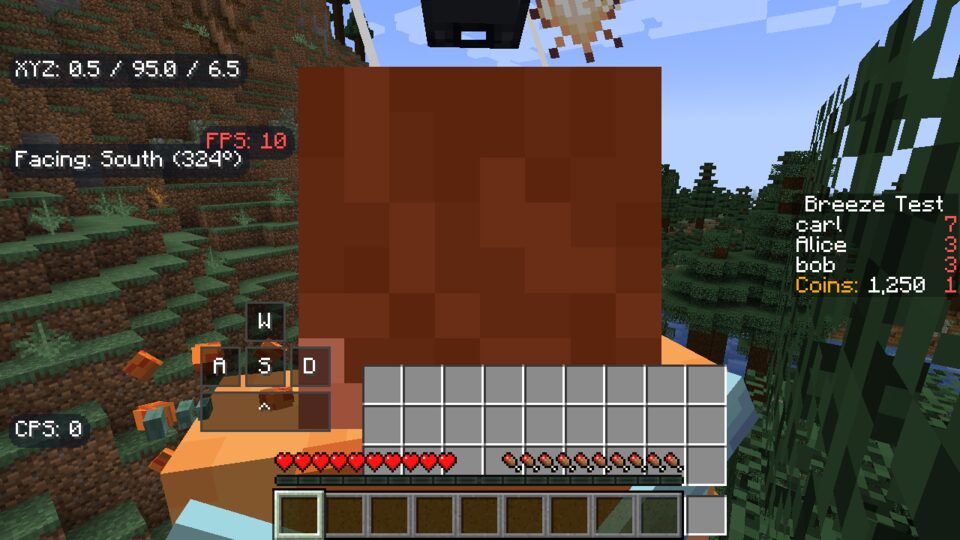 XYZ: 0.5 / 95.0 / 6.5
FPS: 10
Facing: South (324°)
Breeze Test
carl 7
Alice 3
bob 3
Coins: 1,250 1
W
A S D
^
CPS: 0